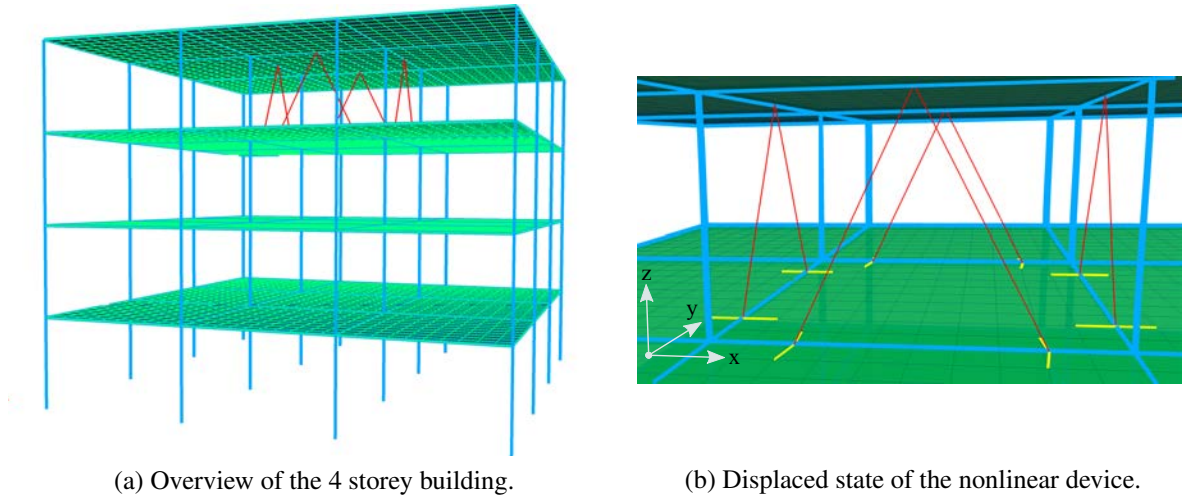 z
y
x
(a) Overview of the 4 storey building.
(b) Displaced state of the nonlinear device.